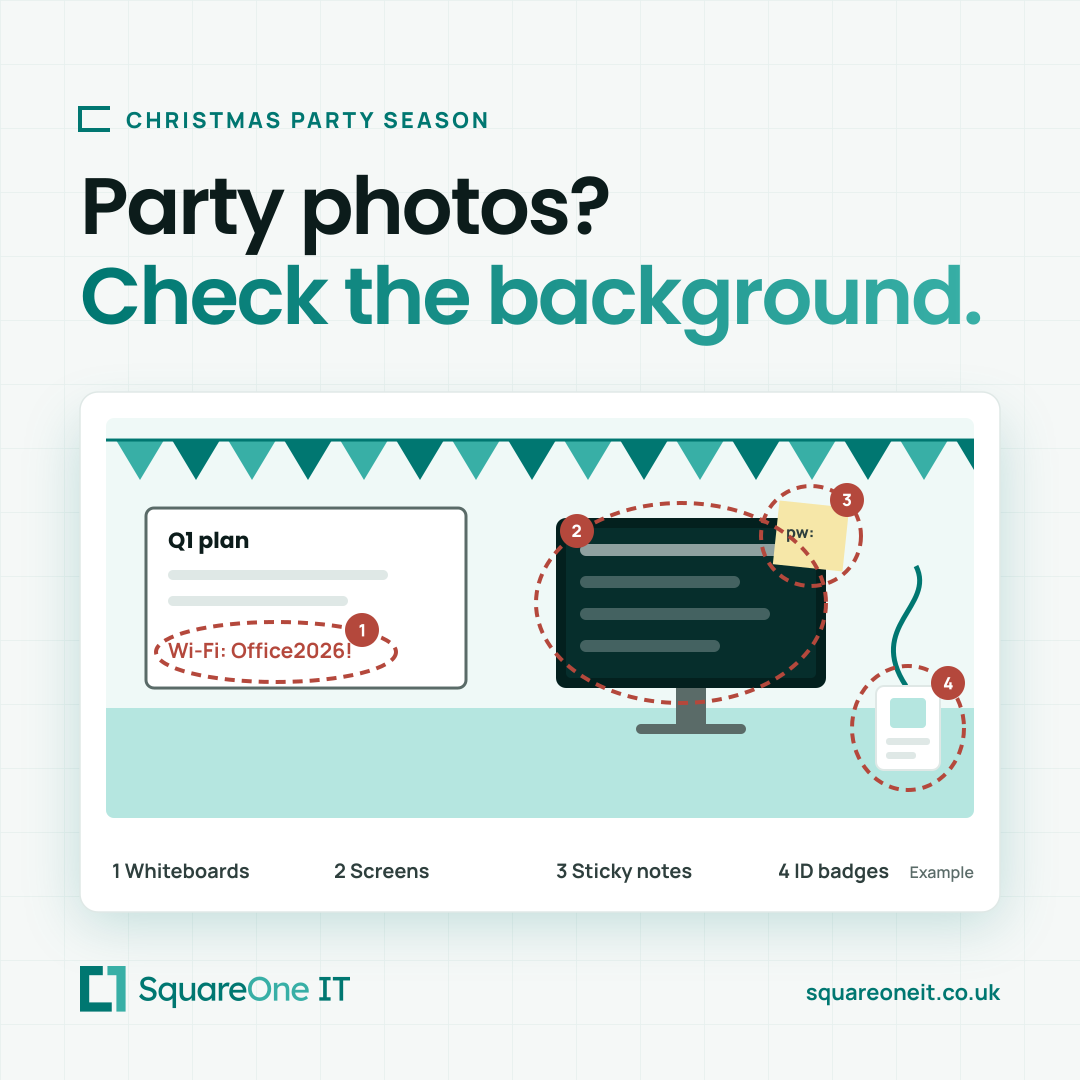 CHRISTMAS PARTY SEASON
Party photos?
Check the background.
Q1 plan
Wi-Fi: Office2026!
1
2
pw:
3
4
1 Whiteboards
2 Screens
3 Sticky notes
4 ID badges
Example
SquareOne IT
squareoneit.co.uk